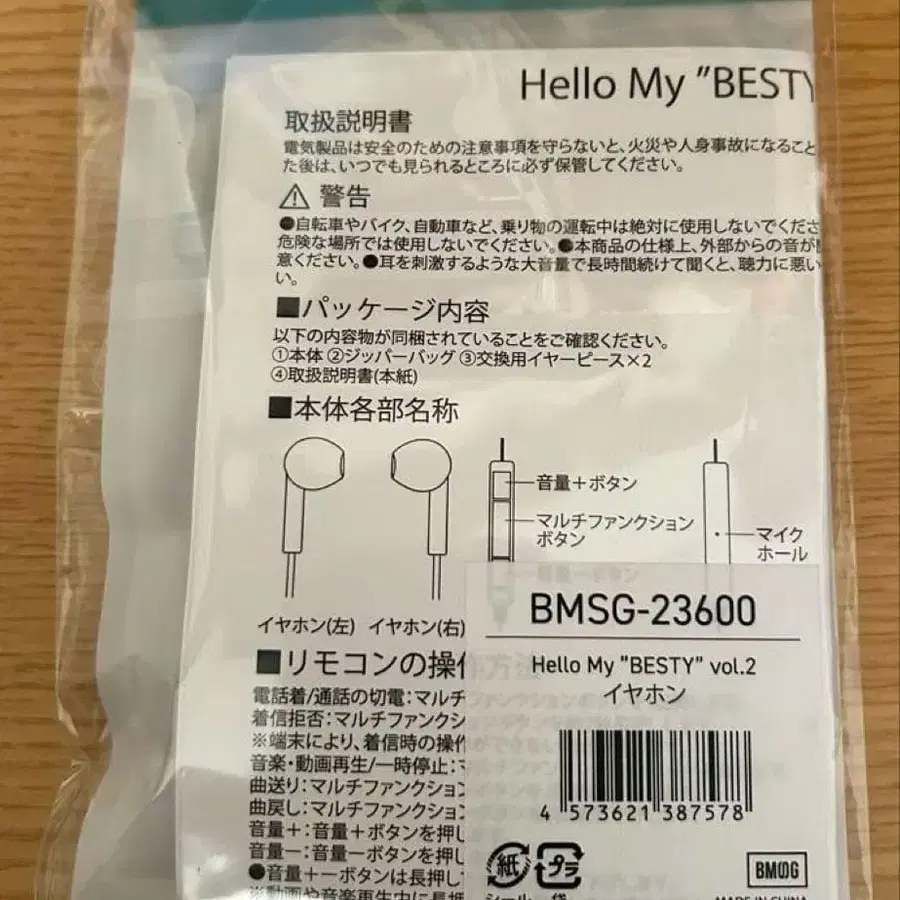 Hello My "BESTY
取扱説明書
電気製品は安全のための注意事項を守らないと、火災や人身事故になること
た後は、いつでも見られるところに必ず保管してください。
警告
●自転車やバイク、自動車など、乗り物の運転中は絶対に使用しないでくださ
危険な場所では使用しないでください。●本商品の仕様上、外部からの音が
意ください。●耳を刺激するような大音量で長時間続けて聞くと、聴力に悪い
い。
■パッケージ内容
以下の内容物が同梱されていることをご確認ください。
①本体 ②ジッパーバッグ ③交換用イヤーピース×2
④取扱説明書(本紙)
■本体各部名称
音量＋ボタン
マルチファンクション
ボタン
マイク
ホール
音量－ボタン
イヤホン(左) イヤホン(右)
■リモコンの操作方法
電話着/通話の切電:マルチ
着信拒否:マルチファンクシ
※端末により、着信時の操作
音楽・動画再生/一時停止:マ
曲送り:マルチファンクション
曲戻し:マルチファンクション
音量＋:音量＋ボタンを押し
音量－:音量－ボタンを押し
●音量＋－ボタンは長押し
※動画や音楽再生中に長押
BMSG-23600
Hello My "BESTY" vol.2
イヤホン
4 573621 387578
紙
プラ
シール 袋
BMSG
MADE IN CHINA